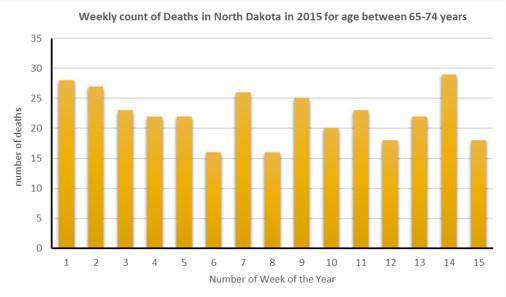 Weekly count of Deaths in North Dakota in 2015 for age between 65-74 years
35
30
25
20
15
10
5
0
number of deaths
1 2 3 4 5 6 7 8 9 10 11 12 13 14 15
Number of Week of the Year